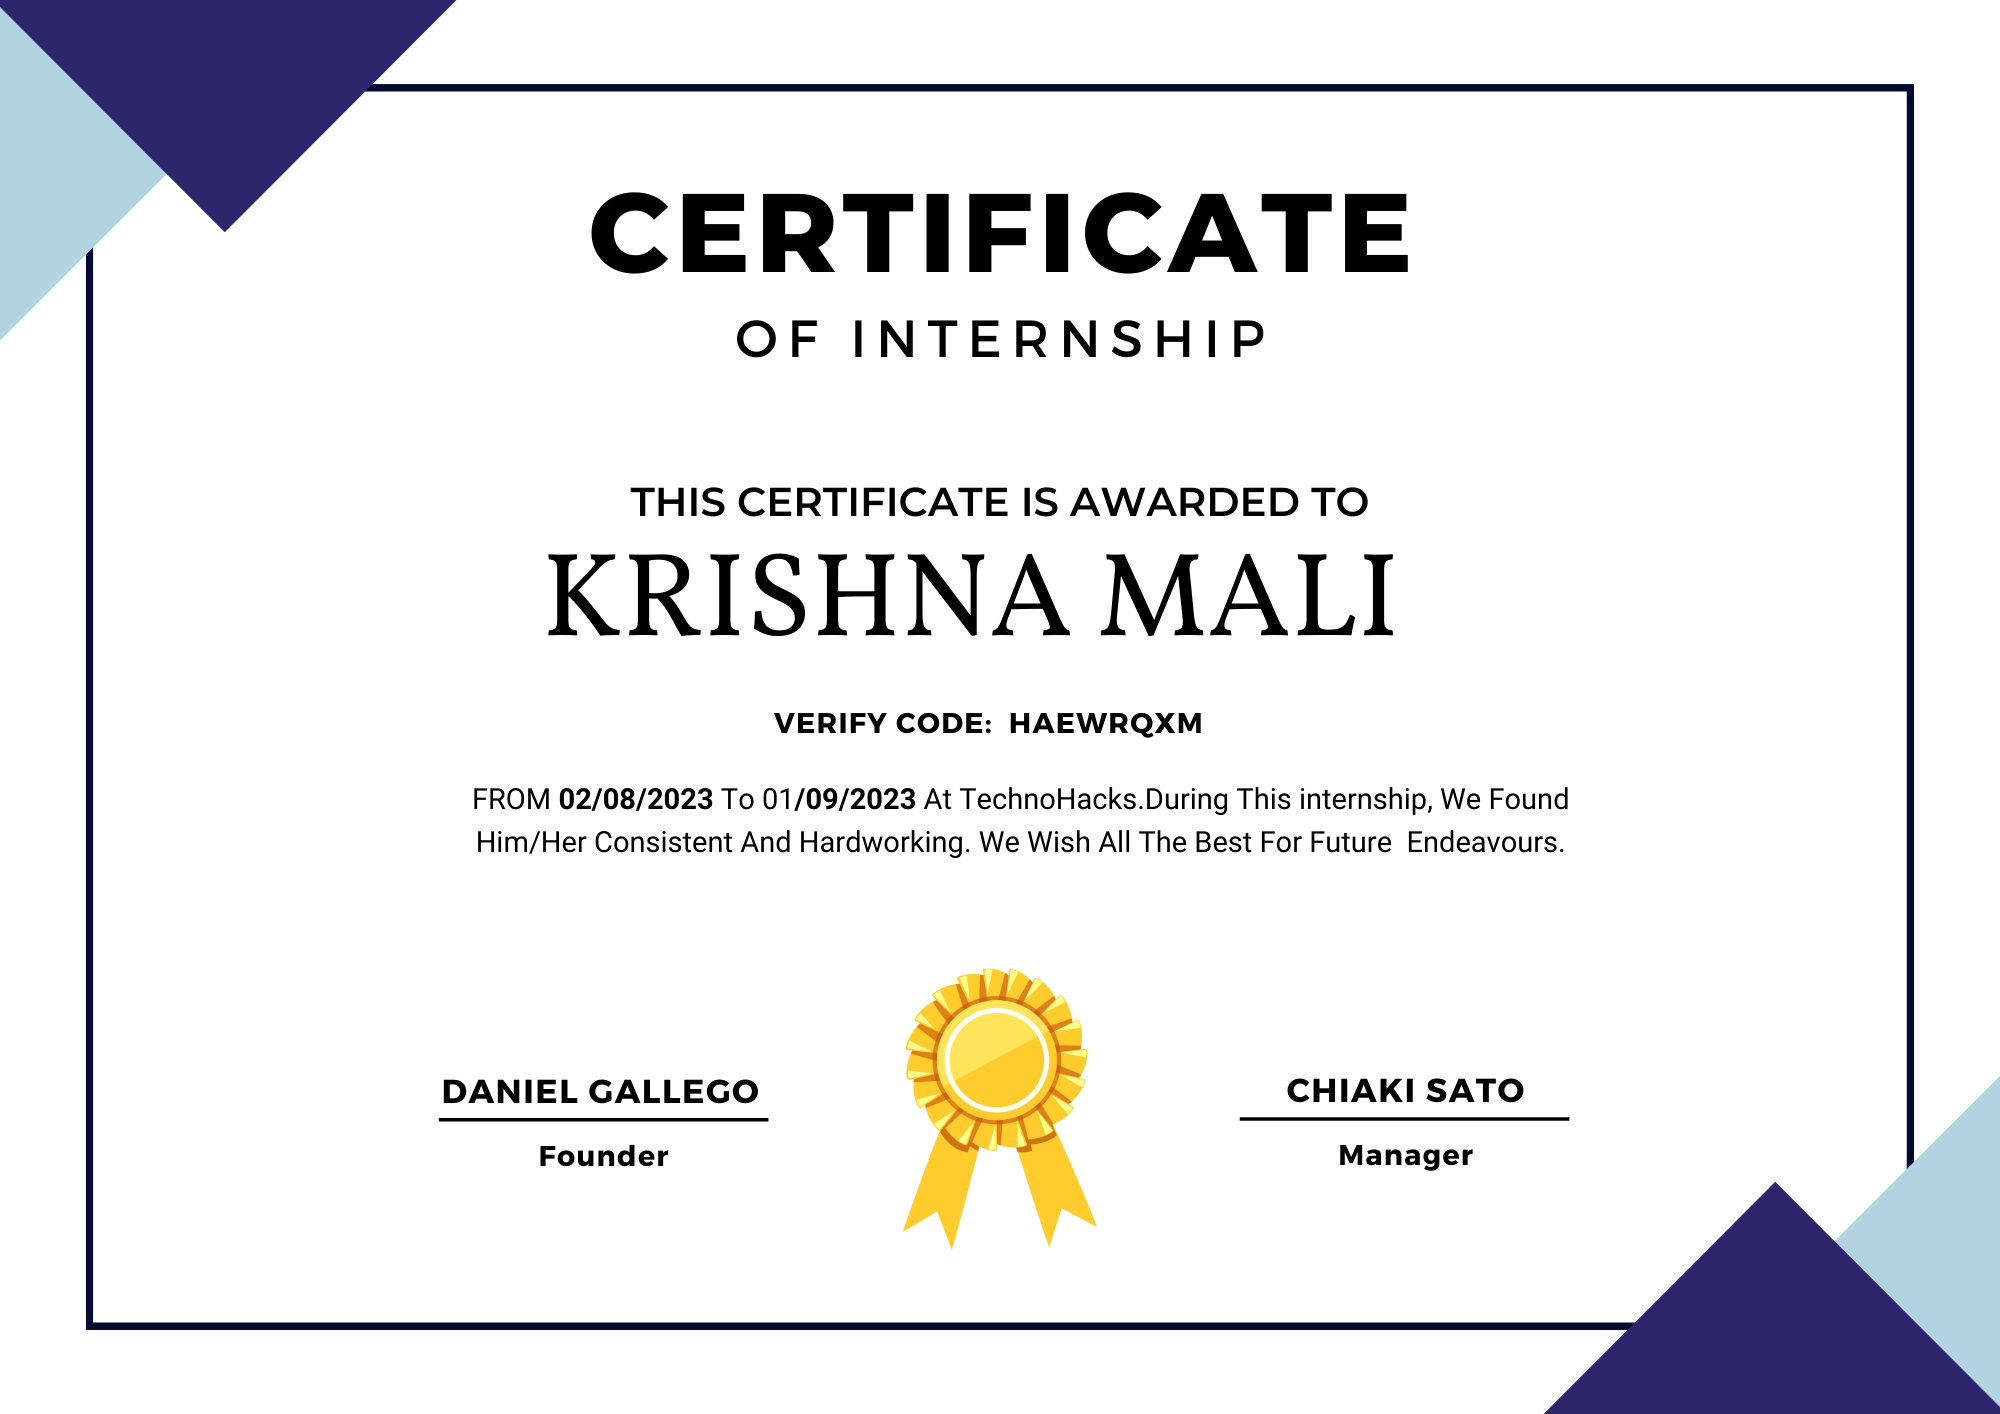 CERTIFICATE
OF INTERNSHIP
THIS CERTIFICATE IS AWARDED TO
KRISHNA MALI
VERIFY CODE:  HAEWRQXM
FROM 02/08/2023 To 01/09/2023 At TechnoHacks.During This internship, We Found
Him/Her Consistent And Hardworking. We Wish All The Best For Future  Endeavours.
DANIEL GALLEGO
Founder
CHIAKI SATO
Manager